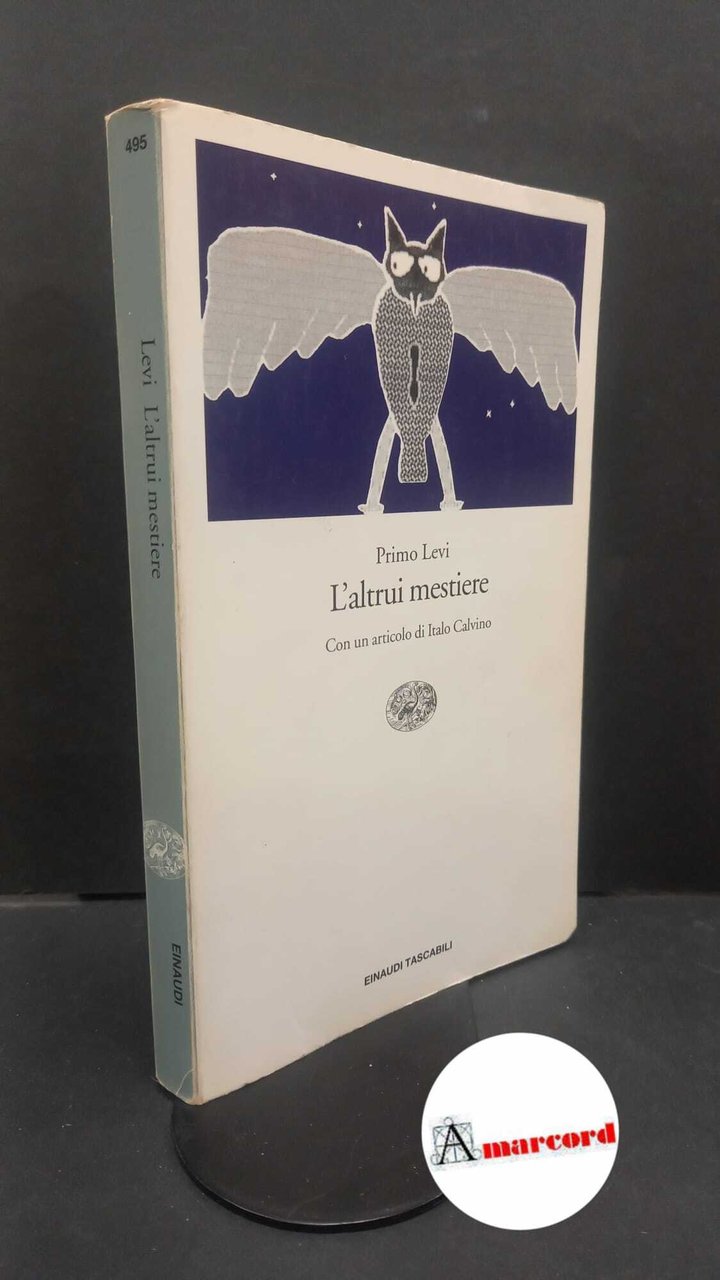 495
Levi L'altrui mestiere
EINAUDI
Primo Levi
L'altrui mestiere
Con un articolo di Italo Calvino
EINAUDI TASCABILI
Amarcord